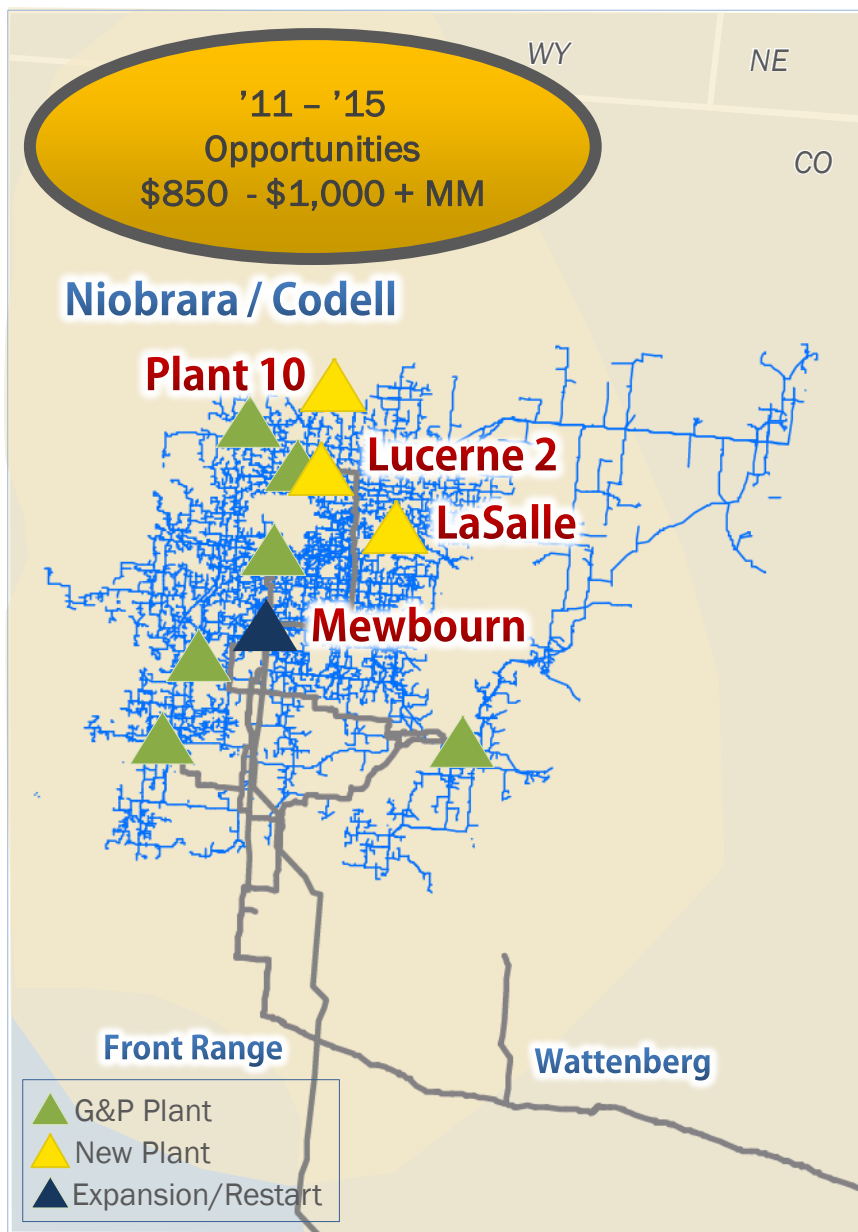 WY
NE
CO
’11 – ’15
Opportunities
$850 - $1,000 + MM
Niobrara / Codell
Plant 10
Lucerne 2
LaSalle
Mewbourn
Front Range
Wattenberg
G&P Plant
New Plant
Expansion/Restart